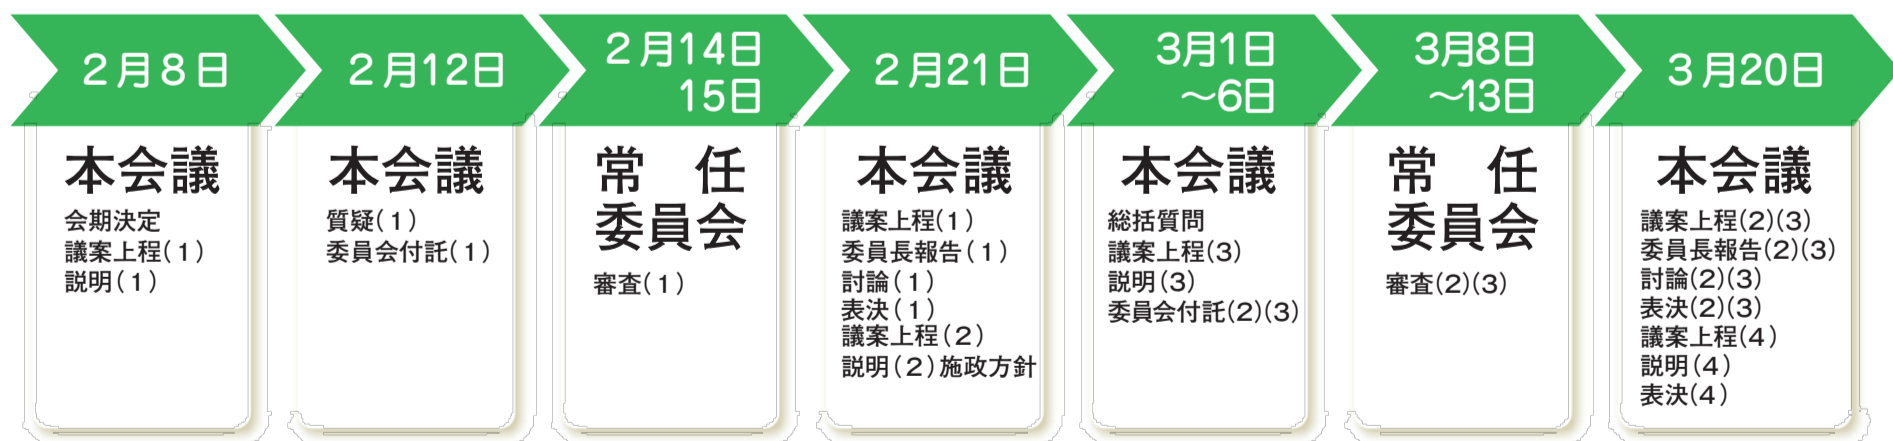 2月8日
本会議
会期決定
議案上程(1)
説明(1)
2月12日
本会議
質疑(1)
委員会付託(1)
2月14日
15日
常 任
委員会
審査(1)
2月21日
本会議
議案上程(1)
委員長報告(1)
討論(1)
表決(1)
議案上程(2)
説明(2)施政方針
3月1日
~6日
本会議
総括質問
議案上程(3)
説明(3)
委員会付託(2)(3)
3月8日
~13日
常 任
委員会
審査(2)(3)
3月20日
本会議
議案上程(2)(3)
委員長報告(2)(3)
討論(2)(3)
表決(2)(3)
議案上程(4)
説明(4)
表決(4)